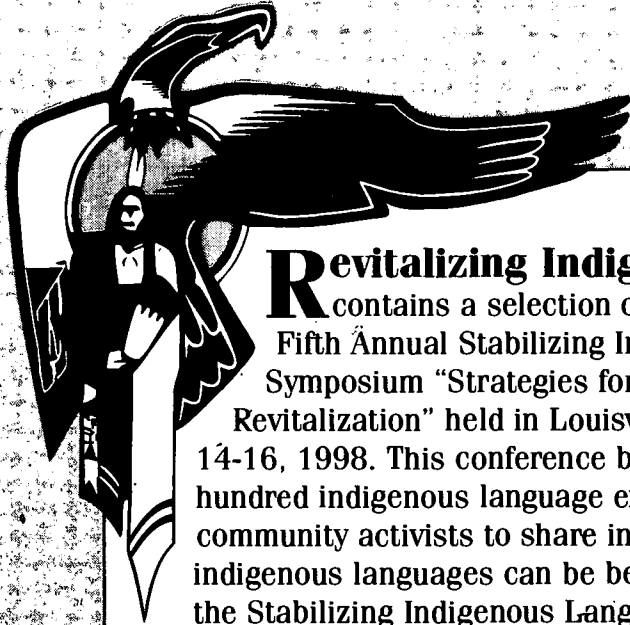 Revitalizing Indig
contains a selection o
Fifth Annual Stabilizing In
Symposium “Strategies for
Revitalization” held in Louisv
14-16, 1998. This conference b
hundred indigenous language e
community activists to share in
indigenous languages can be be
the Stabilizing Indigenous Lang